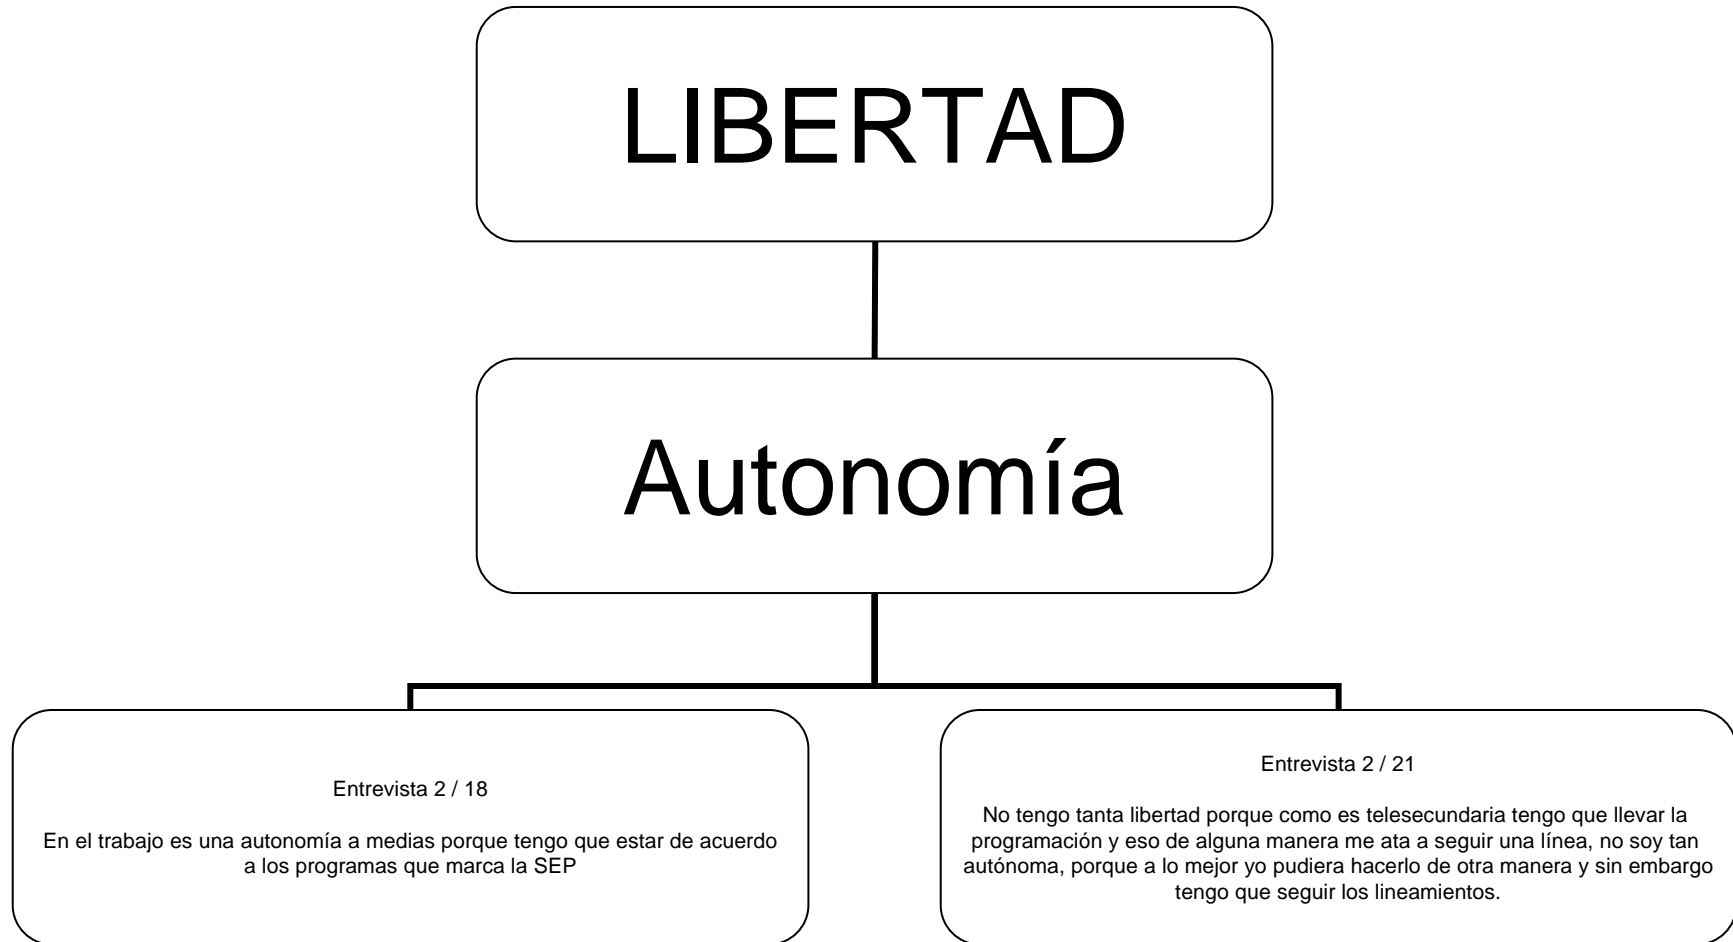 LIBERTAD
Autonomía
Entrevista 2 / 18
En el trabajo es una autonomía a medias porque tengo que estar de acuerdo
a los programas que marca la SEP
Entrevista 2 / 21
No tengo tanta libertad porque como es telesecundaria tengo que llevar la
programación y eso de alguna manera me ata a seguir una línea, no soy tan
autónoma, porque a lo mejor yo pudiera hacerlo de otra manera y sin embargo
tengo que seguir los lineamientos.